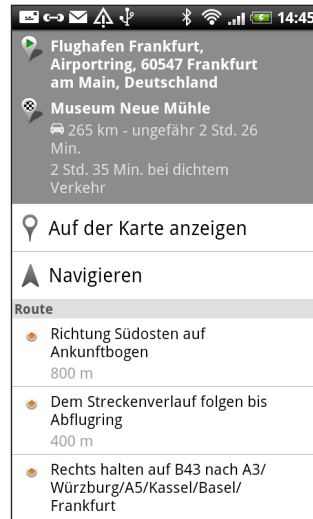 14:45
Flughafen Frankfurt,
Airportring, 60547 Frankfurt
am Main, Deutschland
Museum Neue Mühle
265 km - ungefähr 2 Std. 26
Min.
2 Std. 35 Min. bei dichtem
Verkehr
Auf der Karte anzeigen
Navigieren
Route
Richtung Südosten auf
Ankunftbogen
800 m
Dem Streckenverlauf folgen bis
Abflugring
400 m
Rechts halten auf B43 nach A3/
Würzburg/A5/Kassel/Basel/
Frankfurt